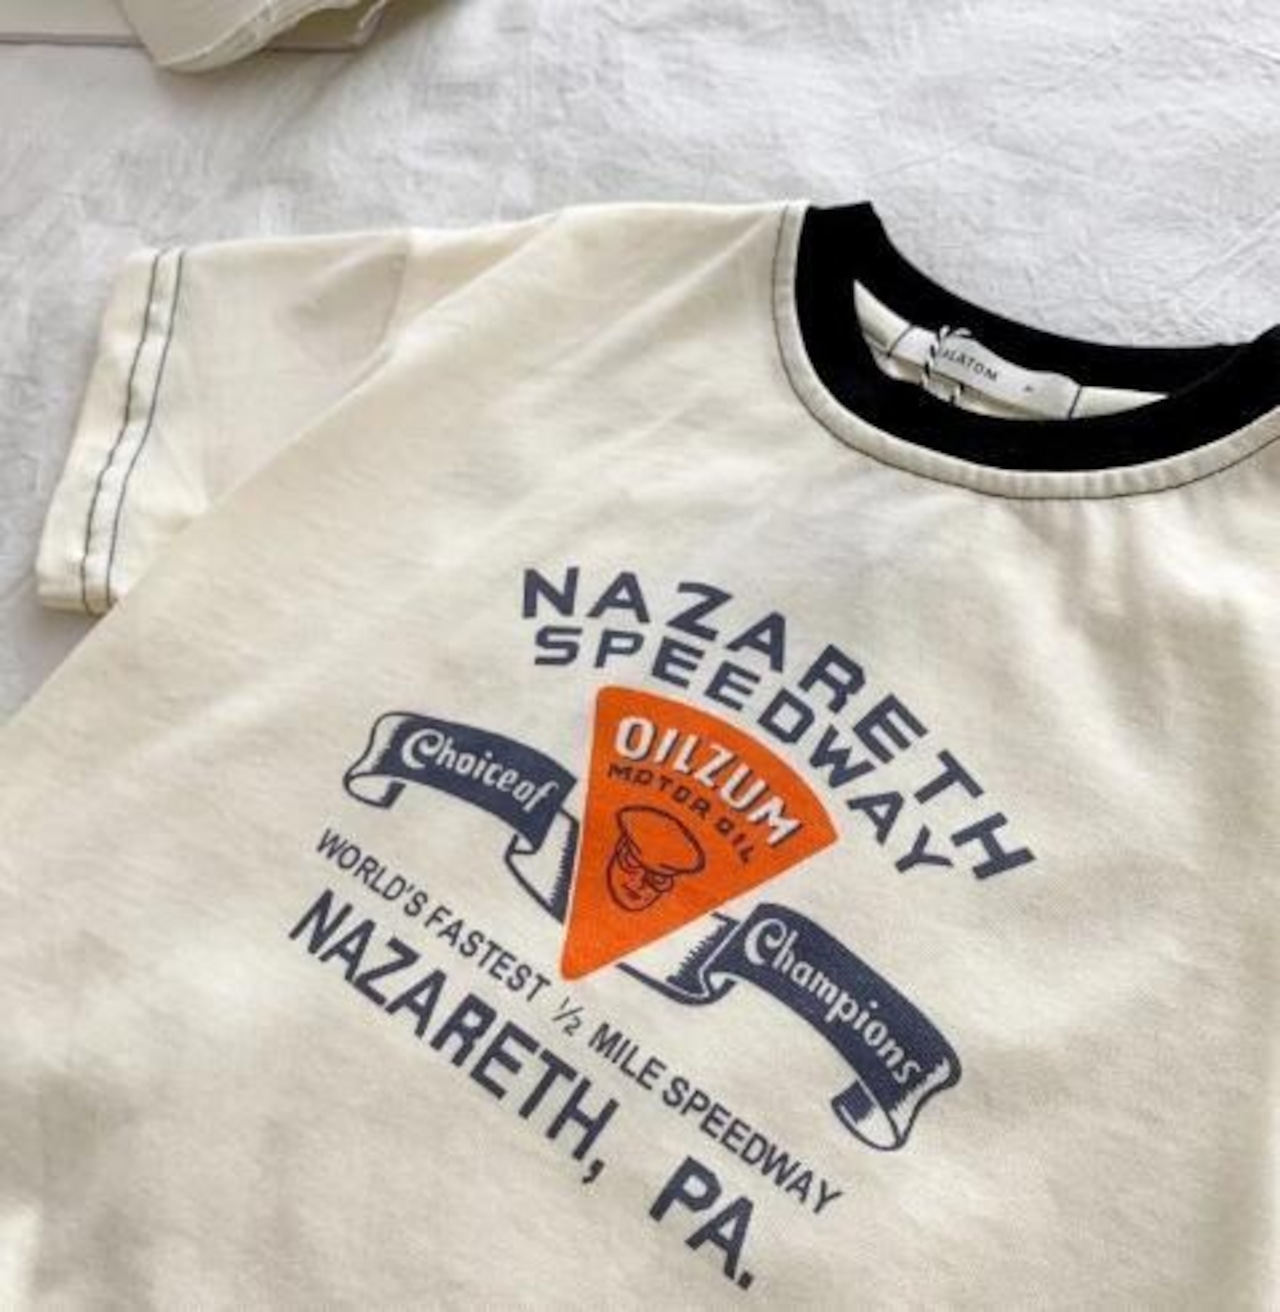 NAZARETH
SPEEDWAY
OILZUM
MOTOR OIL
Choice of
Champions
WORLD'S FASTEST ½ MILE SPEEDWAY
NAZARETH, PA.